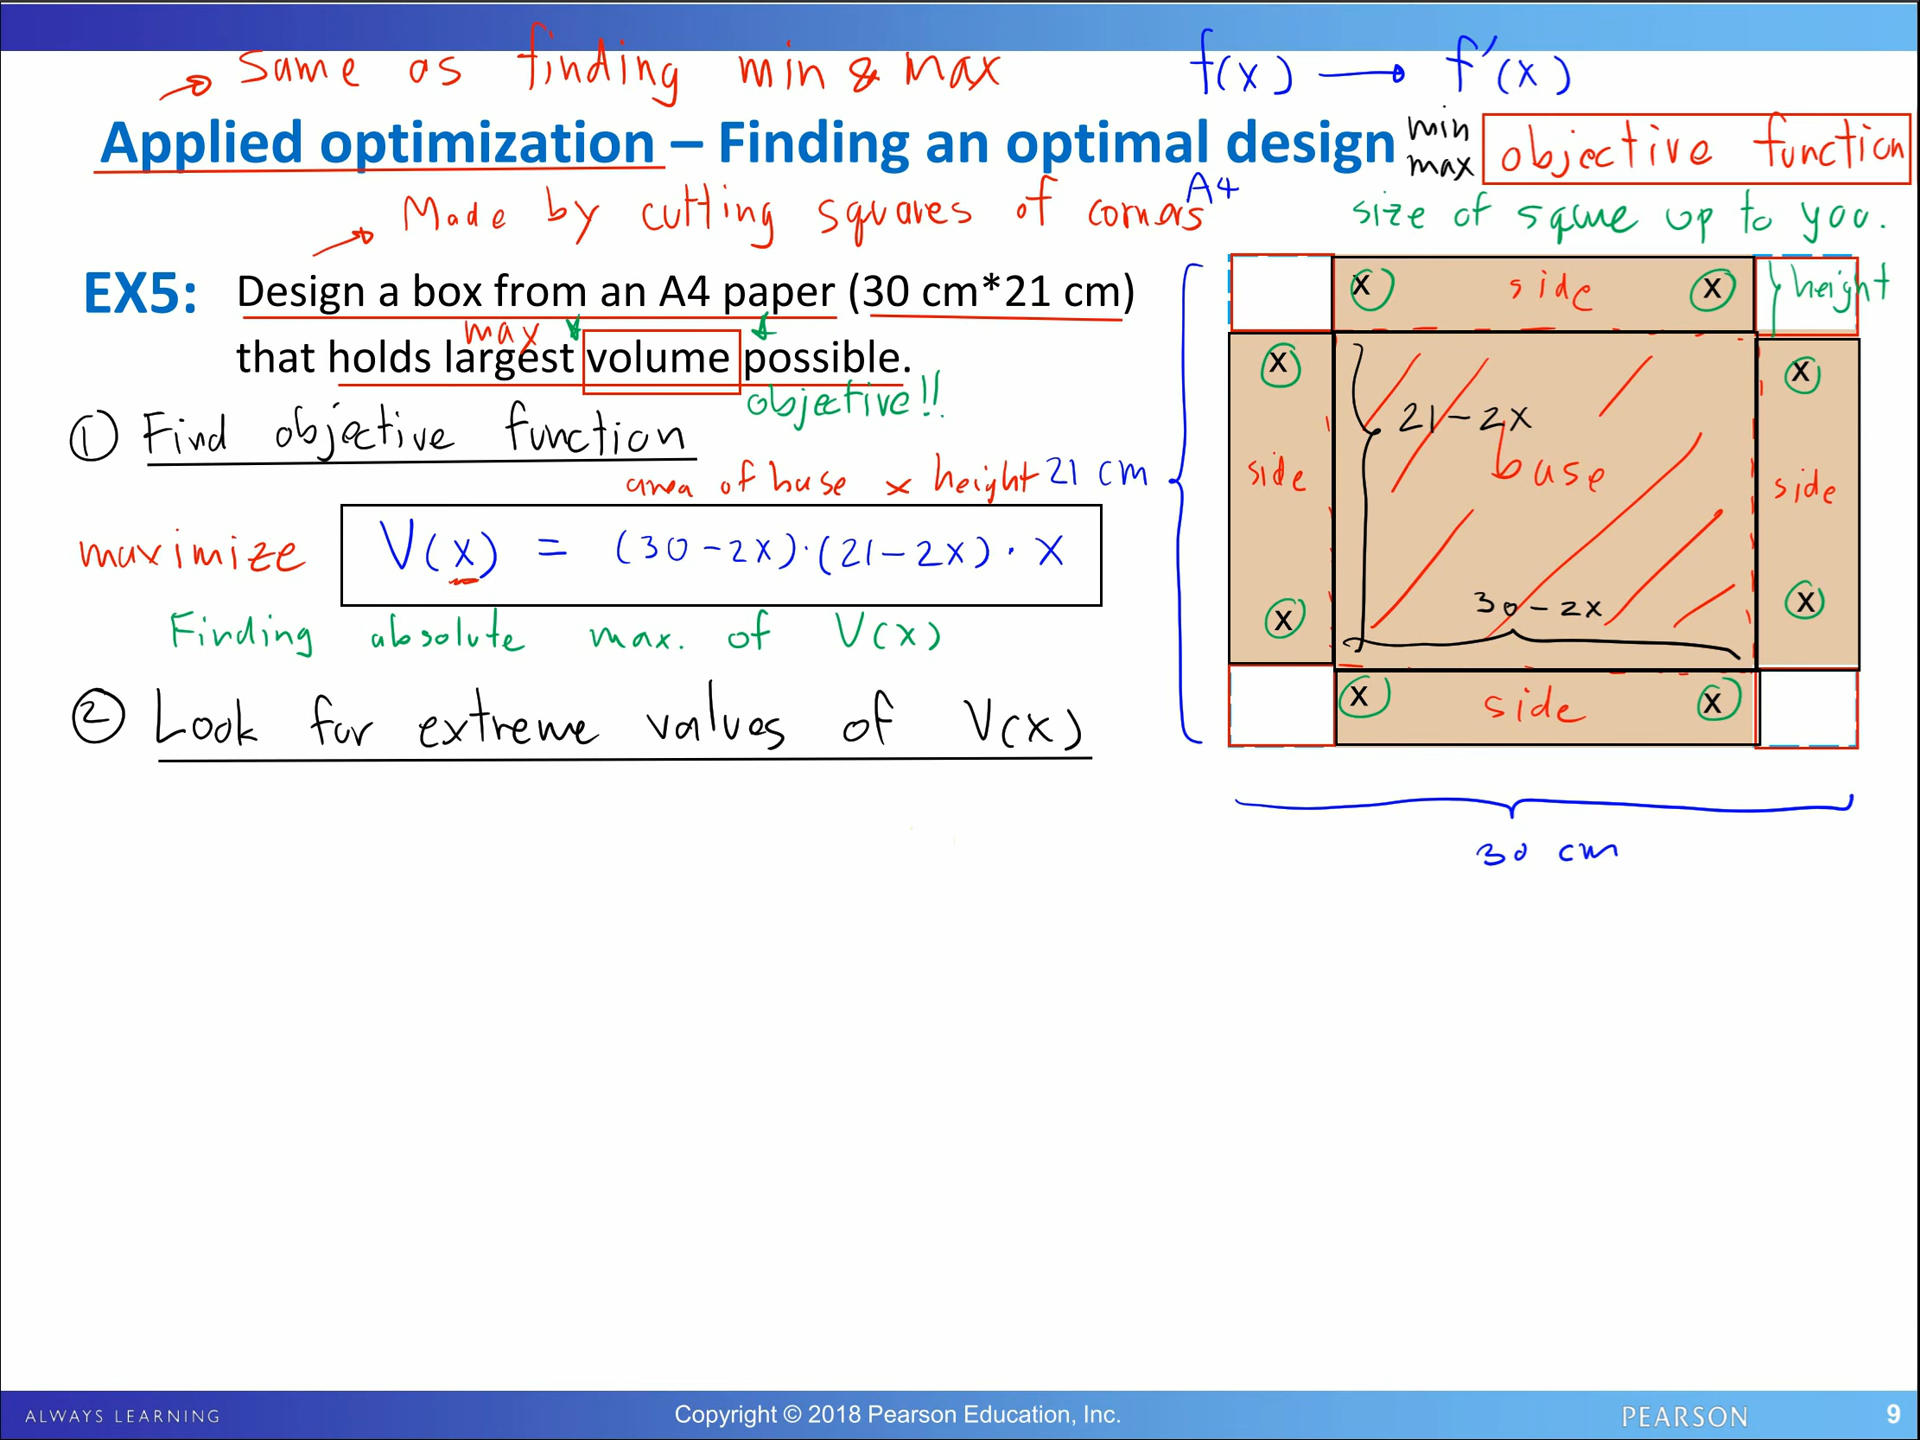 Same as finding min & max
f(x) → f'(x)
Applied optimization – Finding an optimal design
min
max
objective function
Made by cutting squares of corners
A4
size of squre up to you.
EX5: Design a box from an A4 paper (30 cm*21 cm)
max
that holds largest volume possible.
objective!!
x side x height
x x
① Find objective function
21-2x
base
area of base x height
21 cm
side side
maximize V(x) = (30-2x)·(21-2x)·x
30-2x
x x
Finding absolute max. of V(x)
② Look for extreme values of V(x)
x side x
30 cm
ALWAYS LEARNING
Copyright © 2018 Pearson Education, Inc.
PEARSON
9